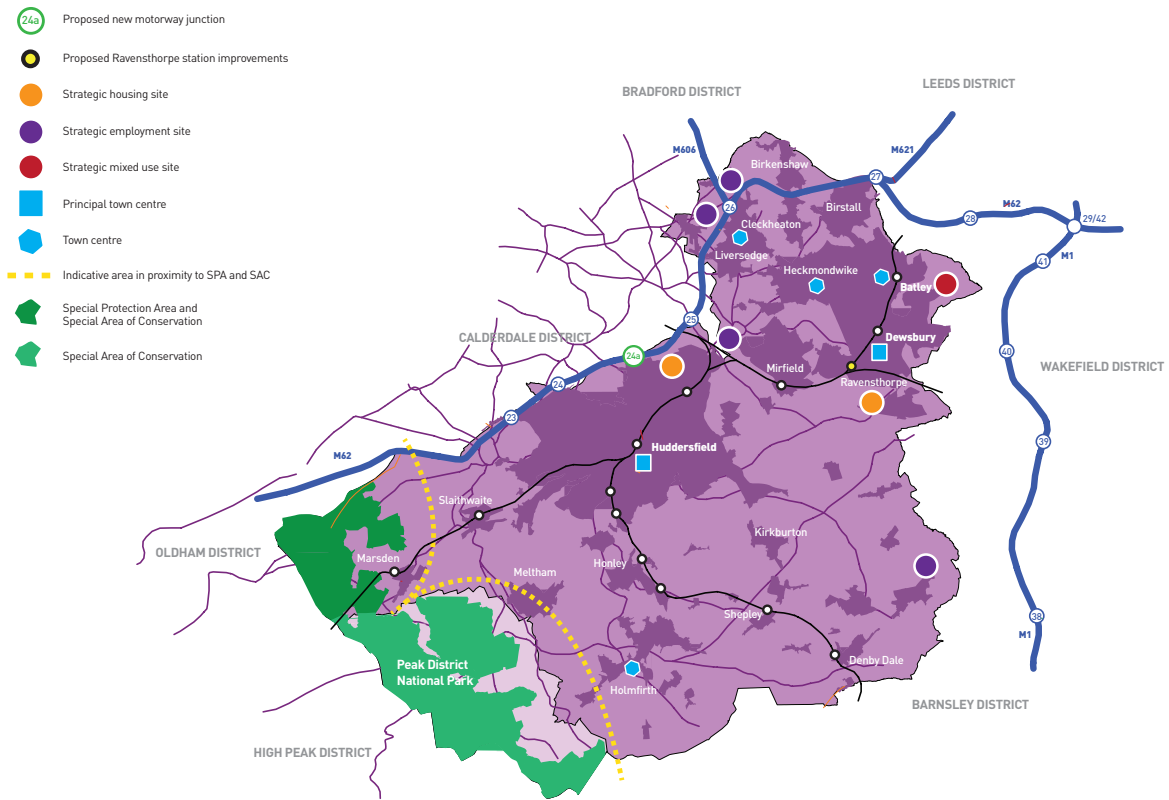 24a
Proposed new motorway junction
Proposed Ravensthorpe station improvements
Strategic housing site
Strategic employment site
Strategic mixed use site
Principal town centre
Town centre
Indicative area in proximity to SPA and SAC
Special Protection Area and
Special Area of Conservation
Special Area of Conservation
LEEDS DISTRICT
BRADFORD DISTRICT
M606
M621
Birkenshaw
27
M62
26
Birstall
28
29/42
Cleckheaton
Liversedge
M1
41
Heckmondwike
Batley
25
CALDERDALE DISTRICT
Dewsbury
24a
40
Mirfield
WAKEFIELD DISTRICT
24
Ravensthorpe
23
39
Huddersfield
M62
Slaithwaite
Kirkburton
OLDHAM DISTRICT
Marsden
Honley
Meltham
Shepley
38
M1
Denby Dale
Peak District
National Park
Holmfirth
BARNSLEY DISTRICT
HIGH PEAK DISTRICT